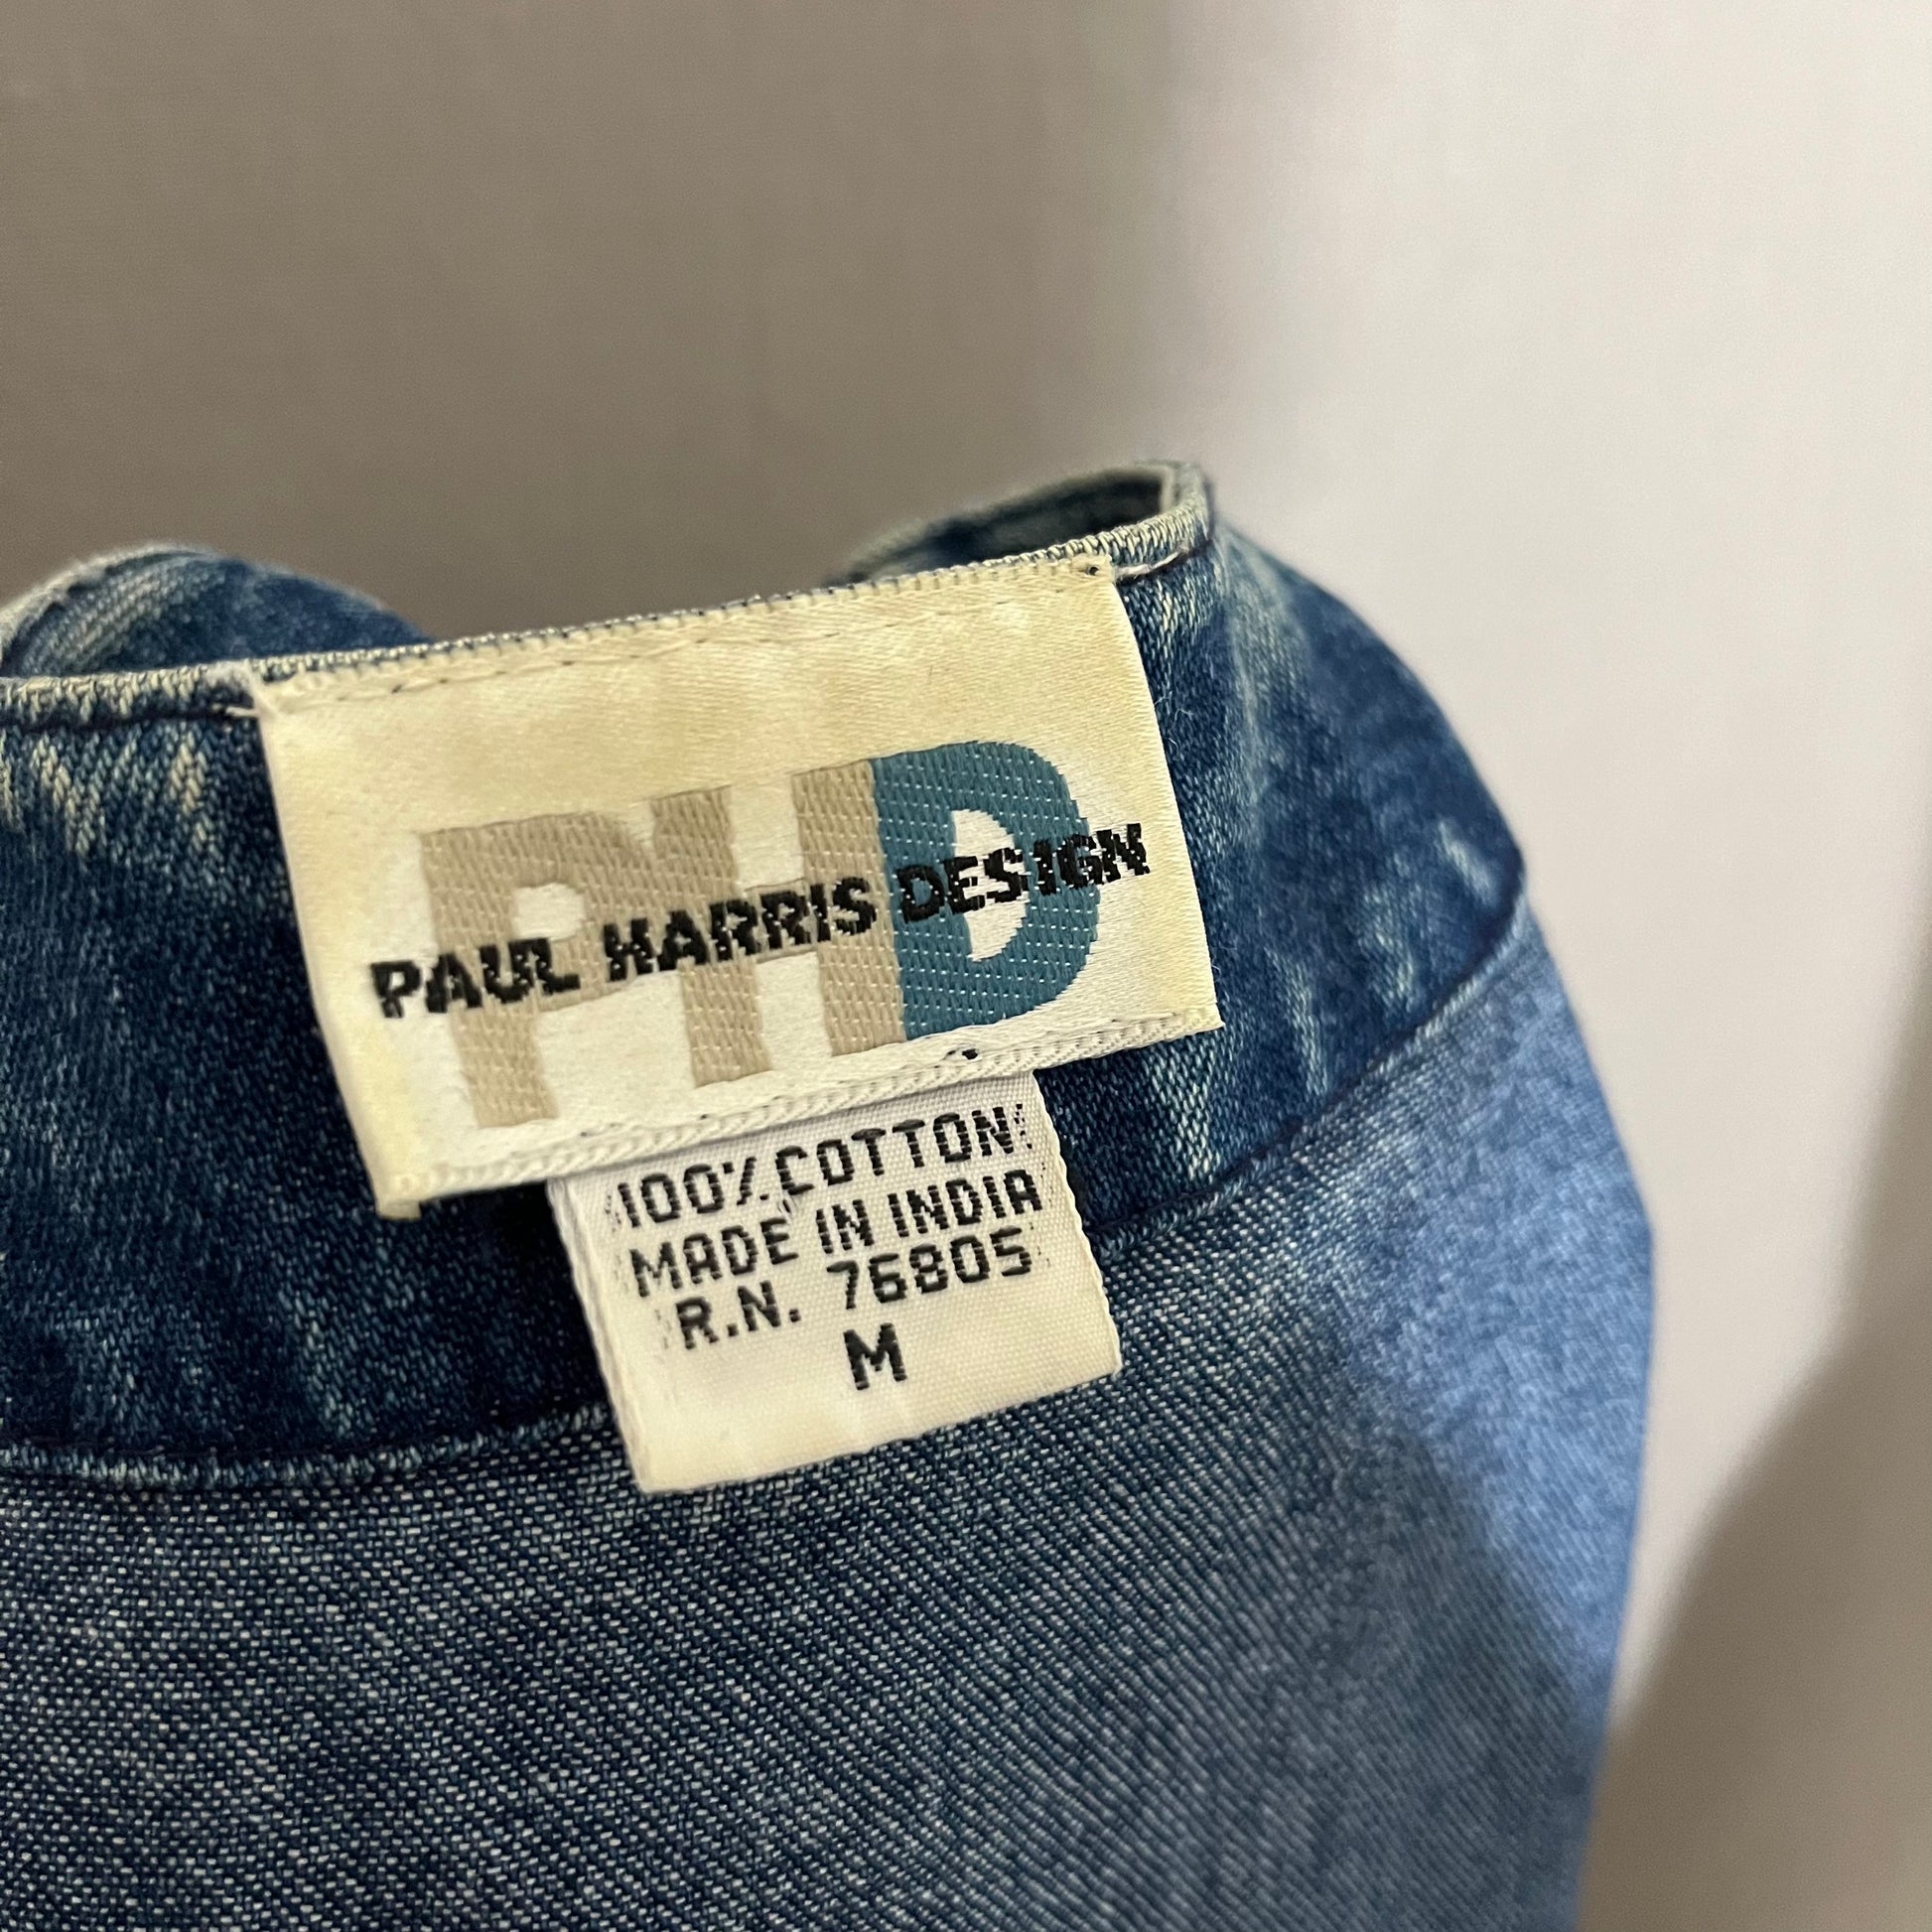 PHD
PAUL HARRIS DESIGN
100% COTTON
MADE IN INDIA
R.N. 76805
M